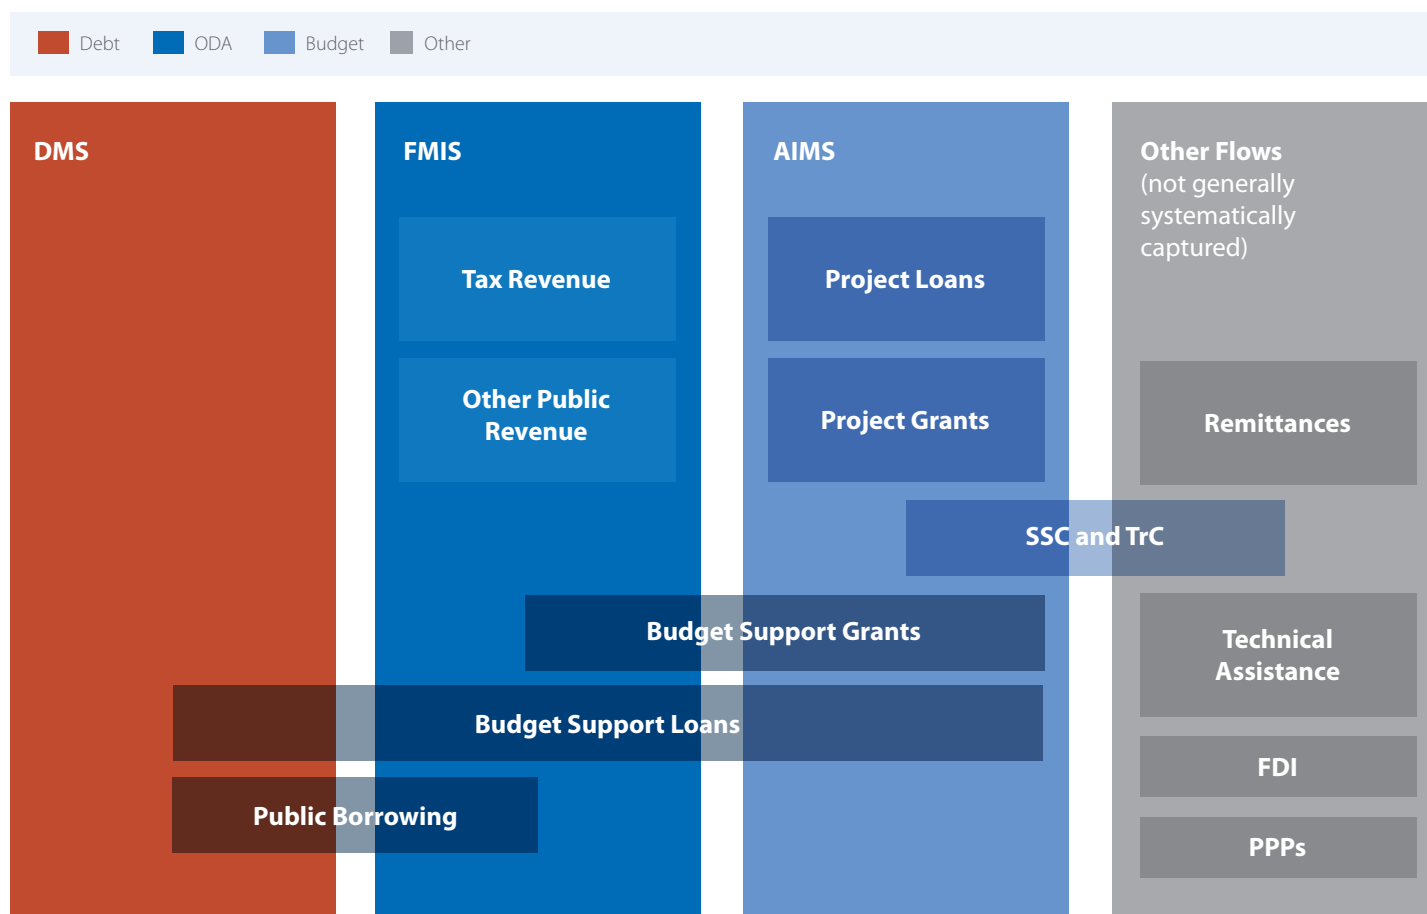 Debt
ODA
Budget
Other
DMS
FMIS
Tax Revenue
Other Public
Revenue
AIMS
Project Loans
Project Grants
Other Flows
(not generally
systematically
captured)
Remittances
SSC and TrC
Budget Support Grants
Technical
Assistance
Budget Support Loans
FDI
Public Borrowing
PPPs